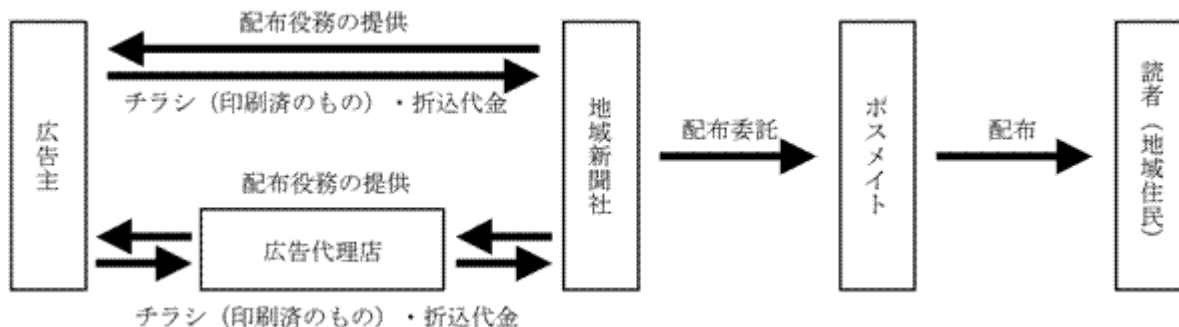 配布役務の提供
チラシ（印刷済のもの）・折込代金
広告主
配布役務の提供
広告代理店
チラシ（印刷済のもの）・折込代金
地域新聞社
配布委託
ポスメイト
配布
読者（地域住民）